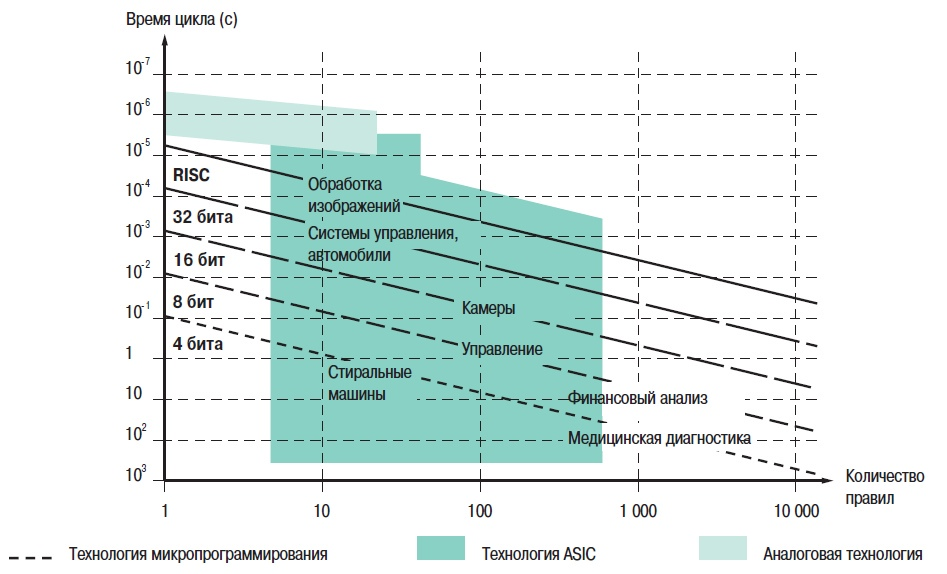 Время цикла (с)
10-7
10-6
10-5
RISC
10-4
Обработка
изображений
32 бита
10-3
Системы управления,
автомобили
16 бит
10-2
8 бит
Камеры
10-1
4 бита
Управление
1
Стиральные
машины
10
Финансовый анализ
102
Медицинская диагностика
103
Количество
правил
1 10 100 1 000 10 000
Технология микропрограммирования Технология ASIC Аналоговая технология